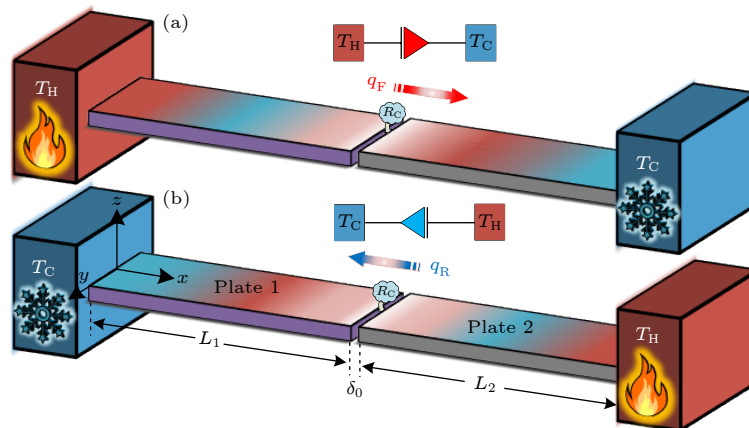 (a)
T_H
T_C
T_H
q_F
R_C
T_C
(b)
z
T_C
T_H
T_C
y
x
q_R
R_C
Plate 1
Plate 2
T_H
L_1
δ_0
L_2